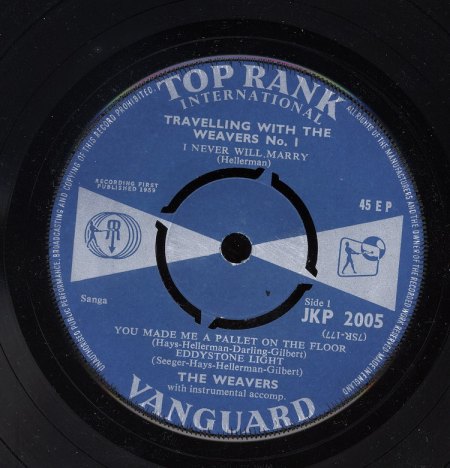 TOP RANK
INTERNATIONAL
TRAVELLING WITH THE
WEAVERS No. 1
I NEVER WILL MARRY
(Hellerman)
RECORDING FIRST
PUBLISHED 1959
45 E P
Sanga
Side 1
JKP 2005
(7SR-177)
YOU MADE ME A PALLET ON THE FLOOR
(Hays-Hellerman-Darling-Gilbert)
EDDYSTONE LIGHT
(Seeger-Hays-Hellerman-Gilbert)
THE WEAVERS
with instrumental accomp.
VANGUARD
ALL RIGHTS OF THE MANUFACTURERS AND THE OWNER OF THE RECORDED WORK RESERVED. MADE IN ENGLAND.
UNAUTHORISED PUBLIC PERFORMANCE, BROADCASTING AND COPYING OF THIS RECORD PROHIBITED.